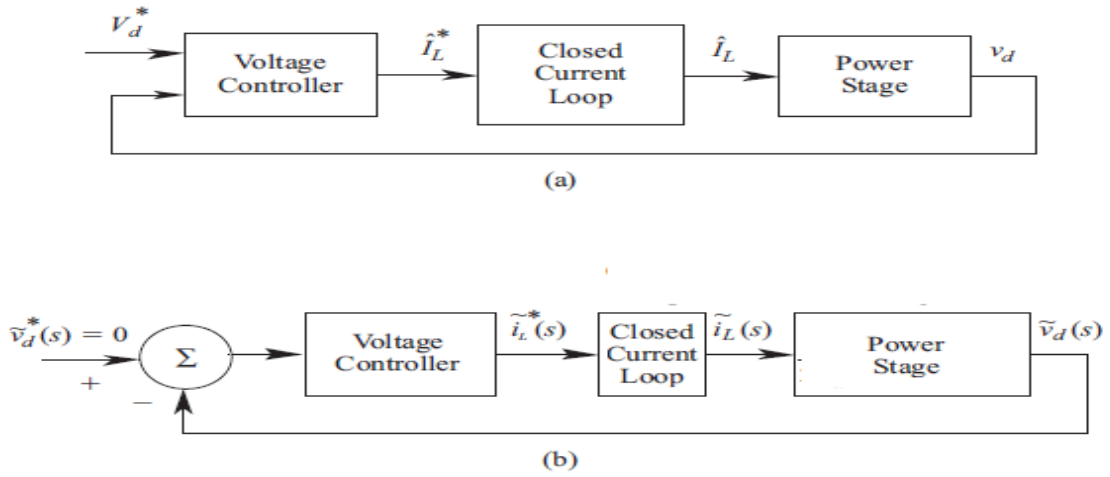 V_d^*
Voltage
Controller
Î_L^*
Closed
Current
Loop
Î_L
Power
Stage
v_d
(a)
ṽ_d^*(s) = 0
+
−
Σ
Voltage
Controller
ĩ_L^*(s)
Closed
Current
Loop
ĩ_L(s)
Power
Stage
ṽ_d(s)
(b)